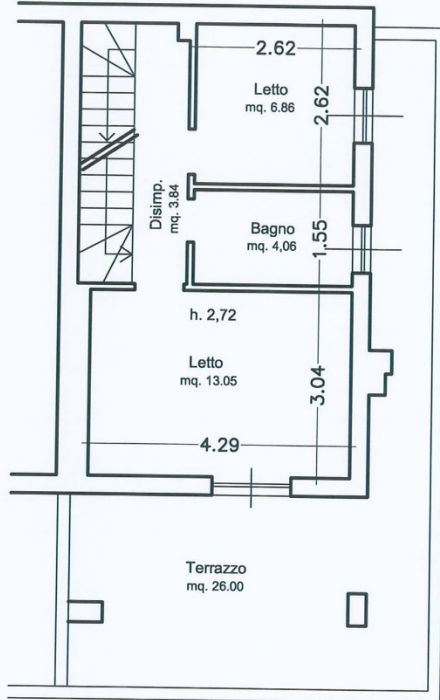 2.62
Letto
mq. 6.86
2.62
Disimp.
mq. 3.84
Bagno
mq. 4,06
1.55
h. 2,72
Letto
mq. 13.05
3.04
4.29
Terrazzo
mq. 26.00